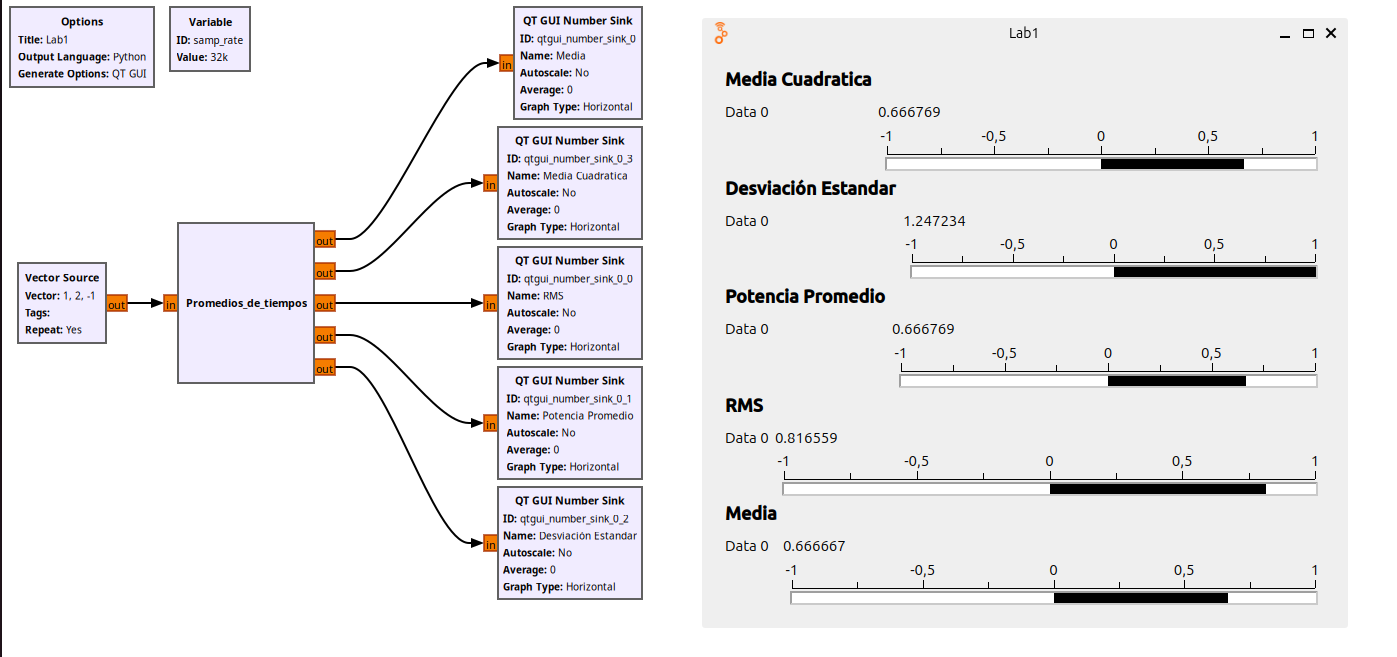 Options
Title: Lab1
Output Language: Python
Generate Options: QT GUI
Variable
ID: samp_rate
Value: 32k
Vector Source
Vector: 1, 2, -1
Tags:
Repeat: Yes
out
in
Promedios_de_tiempos
out
out
out
out
out
QT GUI Number Sink
ID: qtgui_number_sink_0
Name: Media
Autoscale: No
Average: 0
Graph Type: Horizontal
in
QT GUI Number Sink
ID: qtgui_number_sink_0_3
Name: Media Cuadratica
Autoscale: No
Average: 0
Graph Type: Horizontal
in
QT GUI Number Sink
ID: qtgui_number_sink_0_0
Name: RMS
Autoscale: No
Average: 0
Graph Type: Horizontal
in
QT GUI Number Sink
ID: qtgui_number_sink_0_1
Name: Potencia Promedio
Autoscale: No
Average: 0
Graph Type: Horizontal
in
QT GUI Number Sink
ID: qtgui_number_sink_0_2
Name: Desviación Estandar
Autoscale: No
Average: 0
Graph Type: Horizontal
in
Lab1
Media Cuadratica
Data 0 0.666769
-1 -0,5 0 0,5 1
Desviación Estandar
Data 0 1.247234
-1 -0,5 0 0,5 1
Potencia Promedio
Data 0 0.666769
-1 -0,5 0 0,5 1
RMS
Data 0 0.816559
-1 -0,5 0 0,5 1
Media
Data 0 0.666667
-1 -0,5 0 0,5 1